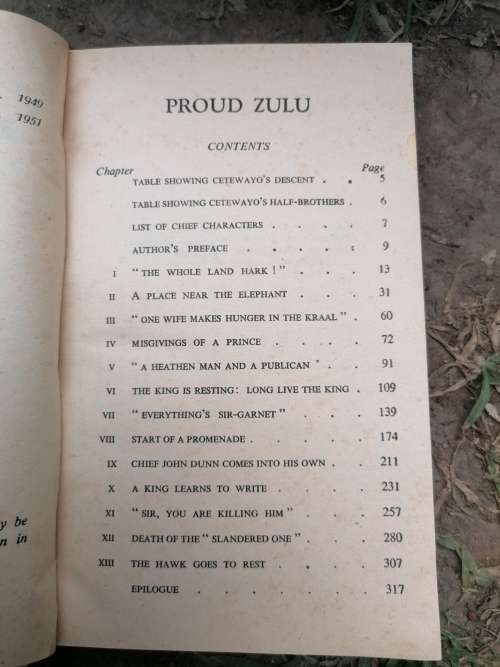 1949
1951
y be
n in
PROUD ZULU
CONTENTS
Chapter Page
TABLE SHOWING CETEWAYO'S DESCENT . . 5
TABLE SHOWING CETEWAYO'S HALF-BROTHERS . 6
LIST OF CHIEF CHARACTERS . . . . 7
AUTHOR'S PREFACE . . . . 9
I "THE WHOLE LAND HARK!" . . . 13
II A PLACE NEAR THE ELEPHANT . . . 31
III "ONE WIFE MAKES HUNGER IN THE KRAAL" . 60
IV MISGIVINGS OF A PRINCE . . . . 72
V "A HEATHEN MAN AND A PUBLICAN' . . 91
VI THE KING IS RESTING: LONG LIVE THE KING . 109
VII "EVERYTHING'S SIR-GARNET" . . . 139
VIII START OF A PROMENADE . . . . . 174
IX CHIEF JOHN DUNN COMES INTO HIS OWN . . 211
X A KING LEARNS TO WRITE . . . . 231
XI "SIR, YOU ARE KILLING HIM" . . . 257
XII DEATH OF THE "SLANDERED ONE" . . . 280
XIII THE HAWK GOES TO REST . . . . 307
EPILOGUE . . . . . . . 317